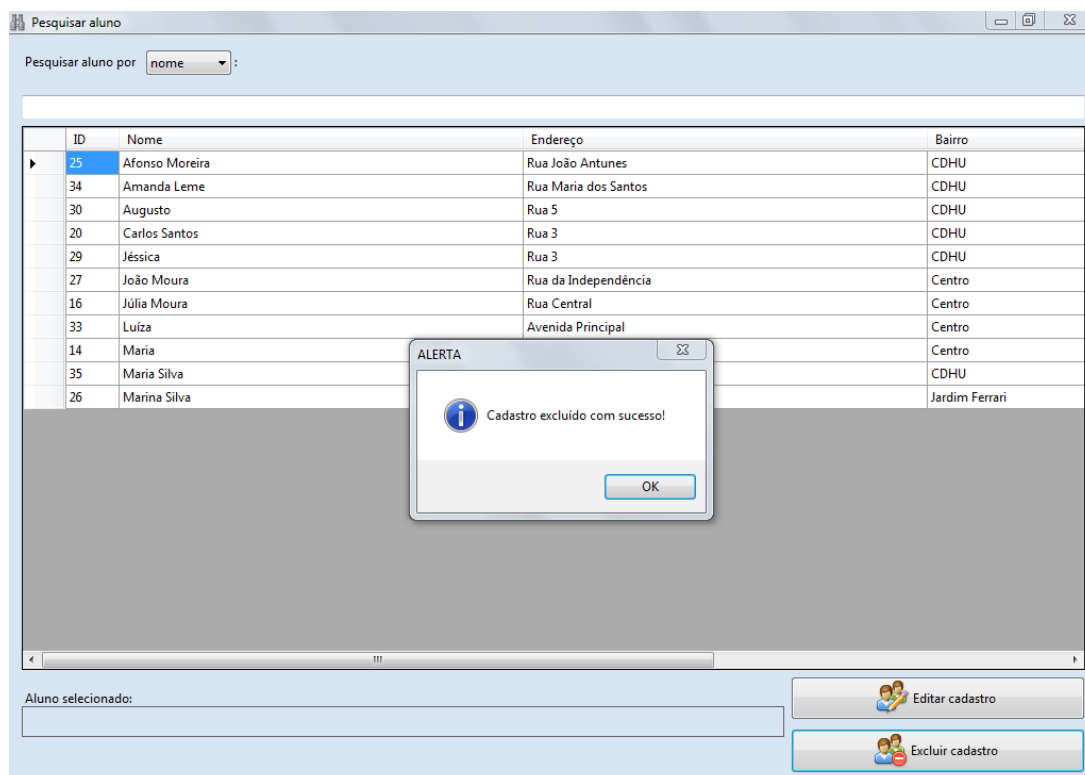 Pesquisar aluno
Pesquisar aluno por nome :
ID Nome Endereço Bairro
25 Afonso Moreira Rua João Antunes CDHU
34 Amanda Leme Rua Maria dos Santos CDHU
30 Augusto Rua 5 CDHU
20 Carlos Santos Rua 3 CDHU
29 Jéssica Rua 3 CDHU
27 João Moura Rua da Independência Centro
16 Júlia Moura Rua Central Centro
33 Luíza Avenida Principal Centro
14 Maria Centro
35 Maria Silva CDHU
26 Marina Silva Jardim Ferrari
ALERTA
Cadastro excluído com sucesso!
OK
Aluno selecionado:
Editar cadastro
Excluir cadastro